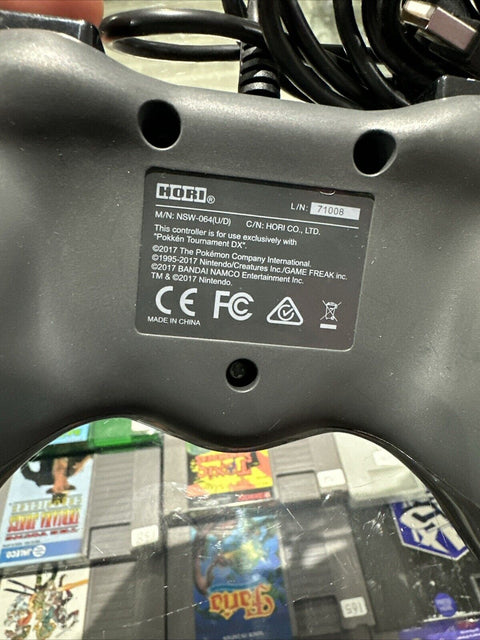 HORI®
L/N: 71008
M/N: NSW-064(U/D) C/N: HORI CO., LTD.
This controller is for use exclusively with
"Pokkén Tournament DX".
©2017 The Pokémon Company International.
©1995-2017 Nintendo/Creatures Inc./GAME FREAK inc.
©2017 BANDAI NAMCO Entertainment Inc.
TM & ©2017 Nintendo.
CE FC
MADE IN CHINA
JALECO
Faria
165